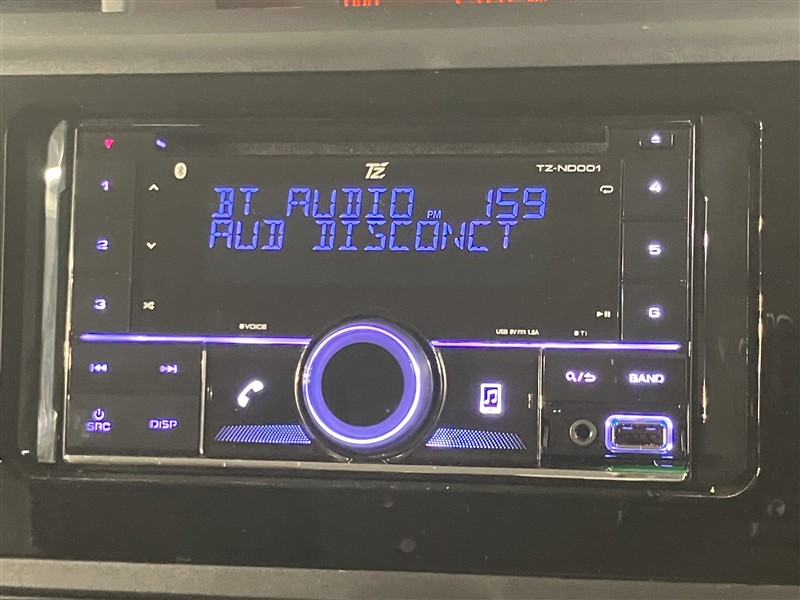 TZ
TZ-ND001
1
4
BT AUDIO PM 159
AUD DISCONCT
2
5
3
6
VOICE
USB 5V 1.5A
BAND
SRC
DISP